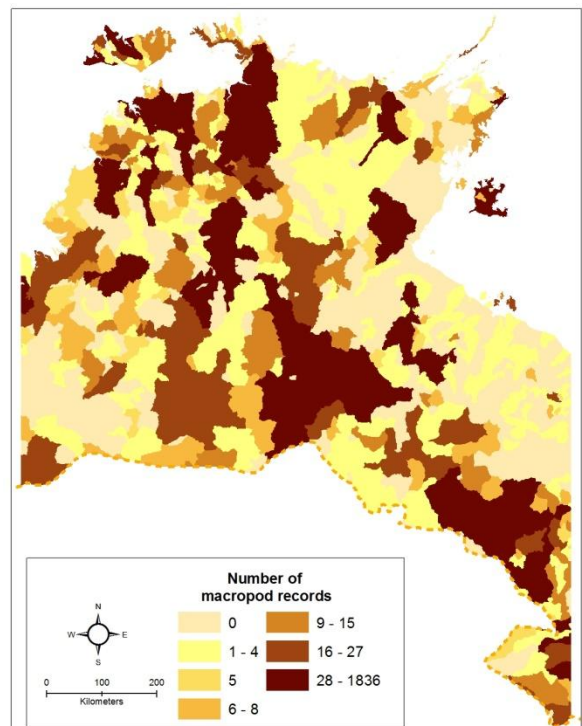 Number of
macropod records
N
W E
S
0
1 - 4
5
6 - 8
9 - 15
16 - 27
28 - 1836
0 100 200
Kilometers